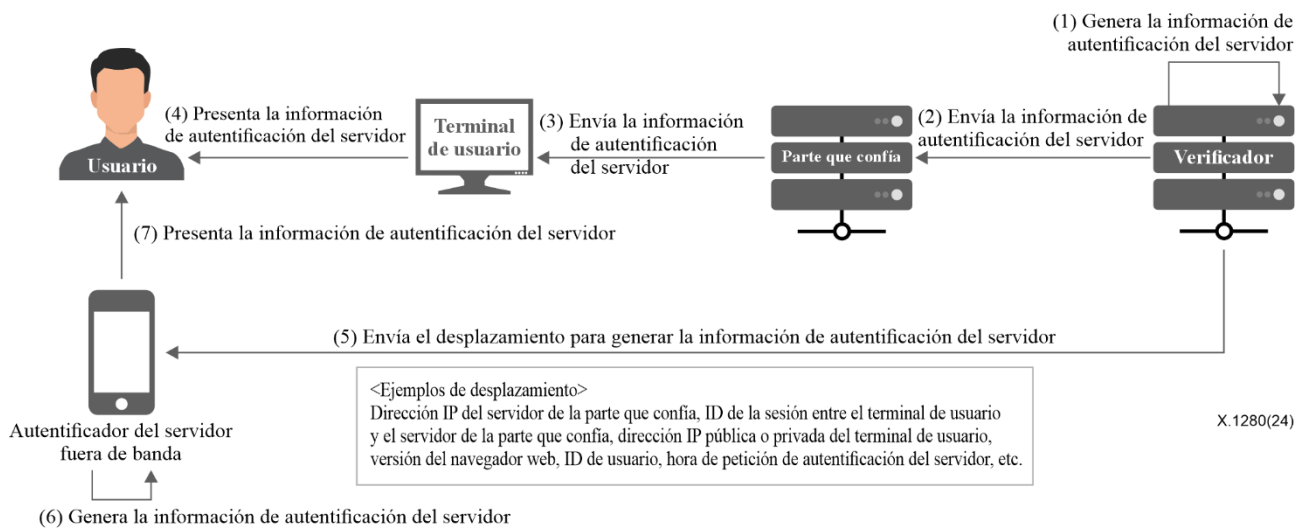 (1) Genera la información de
autentificación del servidor
(2) Envía la información de
autentificación del servidor
(3) Envía la información
de autentificación
del servidor
(4) Presenta la información
de autentificación del servidor
Usuario
Terminal
de usuario
Parte que confía
Verificador
(7) Presenta la información de autentificación del servidor
(5) Envía el desplazamiento para generar la información de autentificación del servidor
<Ejemplos de desplazamiento>
Dirección IP del servidor de la parte que confía, ID de la sesión entre el terminal de usuario
y el servidor de la parte que confía, dirección IP pública o privada del terminal de usuario,
versión del navegador web, ID de usuario, hora de petición de autentificación del servidor, etc.
X.1280(24)
Autentificador del servidor
fuera de banda
(6) Genera la información de autentificación del servidor